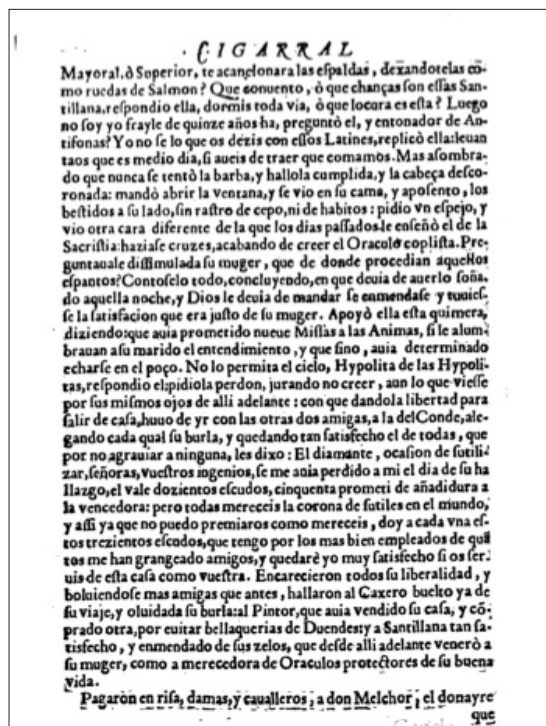 CIGARRAL
Mayoral, ò Soperior, te acancionara las espaldas, dexandotelas co-
mo ruedas de Salmon? Que conuento, ò que chanças son essas San-
tillana, respondio ella, dormis toda via, ò que locura es esta? Luego
no soy yo frayle de quinze años ha, preguntò el, y entonador de An-
tifonas? Yo no se lo que os dezis con essos Latines, replicò ella: leuan
taos que es medio dia, si aueis de traer que comamos. Mas asombra-
do que nunca se tentò la barba, y hallola cumplida, y la cabeça desco-
ronada: mandò abrir la ventana, y se vio en su cama, y aposento, los
bestidos a su lado, sin rastro de cepo, ni de habitos: pidio vn espejo, y
vio otra cara diferente de la que los dias passados le enseñò el de la
Sacristia: haziase cruzes, acabando de creer el Oraculo coplista. Pre-
guntauale dissimulada su muger, que de donde procedian aquellos
espantos? Contoselo todo, concluyendo, en que deuia de auerlo soña-
do aquella noche, y Dios le deuia de mandar se enmendase y tuuies-
se la satisfacion que era justo de su muger. Apoyò ella esta quimera,
diziendo: que auia prometido nueue Missas a las Animas, si le alum-
brauan a su marido el entendimiento, y que sino, auia determinado
echarse en el poço. No lo permita el cielo, Hypolita de las Hypoli-
tas, respondio el: pidiola perdon, jurando no creer, aun lo que viesse
por sus mismos ojos de alli adelante: con que dandola libertad para
salir de casa, huuo de yr con las otras dos amigas, a la del Conde, ale-
gando cada qual su burla, y quedando tan satisfecho el de todas, que
por no agrauiar a ninguna, les dixo: El diamante, ocasion de sutili-
zar, señoras, vuestros ingenios, se me auia perdido a mi el dia de su ha
llazgo, el vale dozientos escudos, cinquenta prometi de añadidura a
la vencedora: pero todas mereceis la corona de sutiles en el mundo,
y assi ya que no puedo premiaros como mereceis, doy a cada vna es-
tos trezientos escudos, que tengo por los mas bien empleados de quã
tos me han grangeado amigos, y quedarè yo muy satisfecho si os ser
uis de esta casa como vuestra. Encarecieron todos su liberalidad, y
boluiendose mas amigas que antes, hallaron al Caxero buelto ya de
su viaje, y oluidada su burla: al Pintor, que auia vendido su casa, y cõ-
prado otra, por euitar bellaquerias de Duendes: y a Santillana tan sa-
tisfecho, y enmendado de sus zelos, que desde alli adelante venerò a
su muger, como a merecedora de Oraculos protectores de su buena
vida.
Pagaron en risa, damas, y caualleros, a don Melchor, el donayre
que